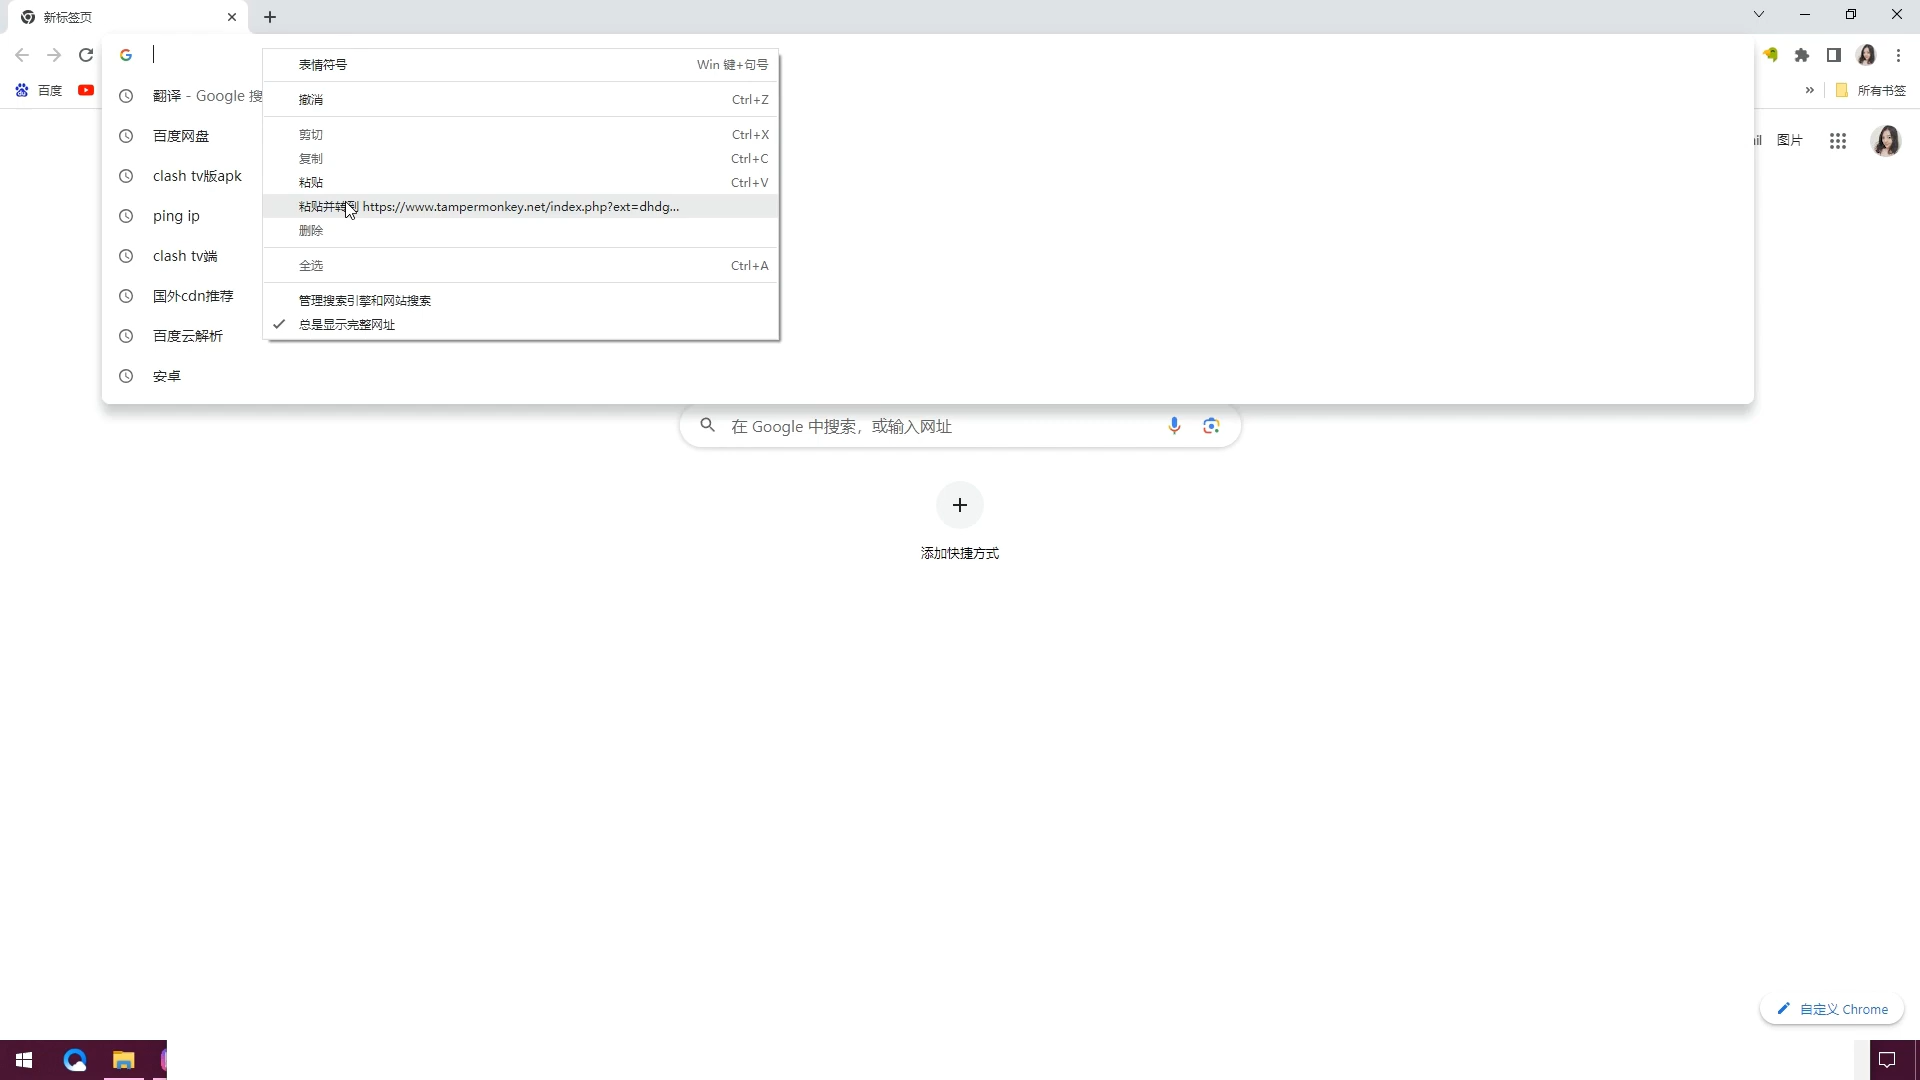 新标签页
百度
翻译 - Google 搜
百度网盘
clash tv版apk
ping ip
clash tv端
国外cdn推荐
百度云解析
安卓
表情符号 Win 键+句号
撤消 Ctrl+Z
剪切 Ctrl+X
复制 Ctrl+C
粘贴 Ctrl+V
粘贴并转到 https://www.tampermonkey.net/index.php?ext=dhdg...
删除
全选 Ctrl+A
管理搜索引擎和网站搜索
总是显示完整网址
所有书签
il 图片
在 Google 中搜索，或输入网址
添加快捷方式
自定义 Chrome